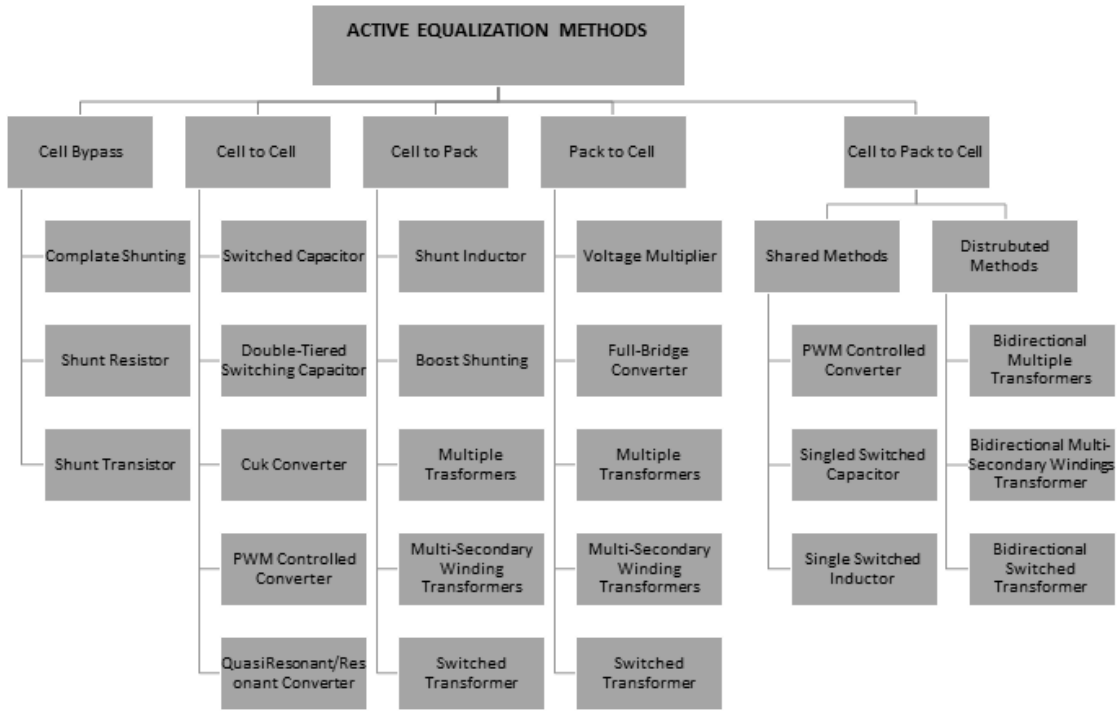 ACTIVE EQUALIZATION METHODS
Cell Bypass
Complate Shunting
Shunt Resistor
Shunt Transistor
Cell to Cell
Switched Capacitor
Double-Tiered
Switching Capacitor
Cuk Converter
PWM Controlled
Converter
QuasiResonant/Res
onant Converter
Cell to Pack
Shunt Inductor
Boost Shunting
Multiple
Trasformers
Multi-Secondary
Winding
Transformers
Switched
Transformer
Pack to Cell
Voltage Multiplier
Full-Bridge
Converter
Multiple
Transformers
Multi-Secondary
Winding
Transformers
Switched
Transformer
Cell to Pack to Cell
Shared Methods
PWM Controlled
Converter
Singled Switched
Capacitor
Single Switched
Inductor
Distrubuted
Methods
Bidirectional
Multiple
Transformers
Bidirectional Multi-
Secondary Windings
Transformer
Bidirectional
Switched
Transformer